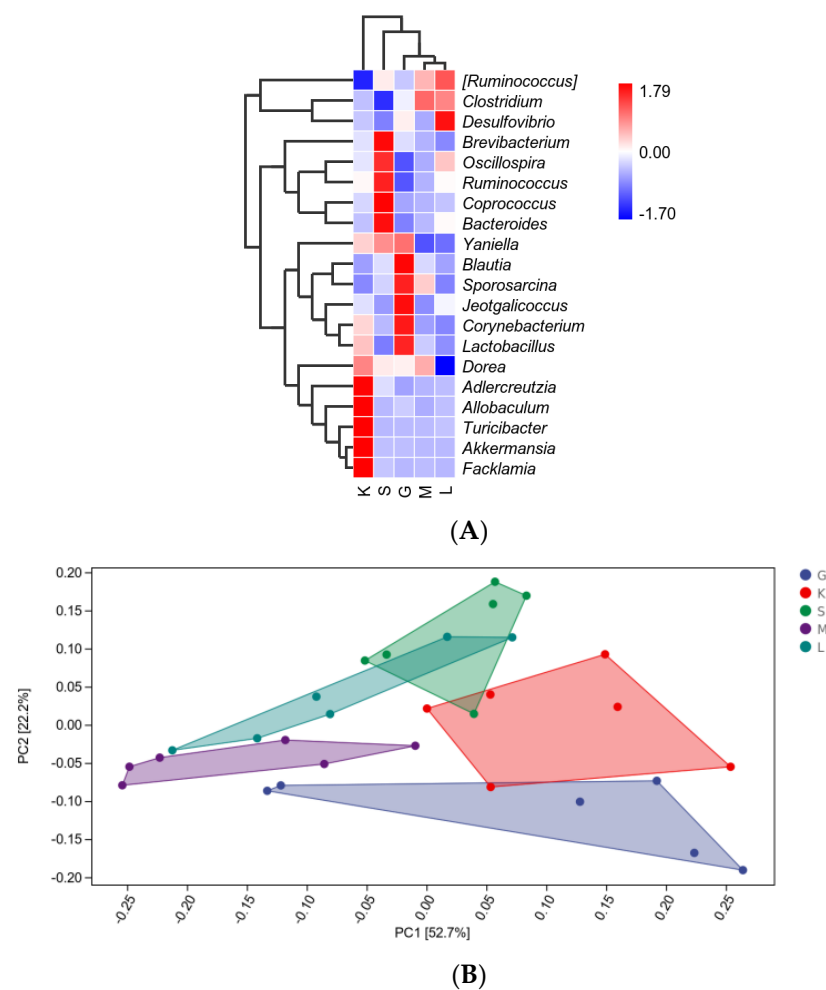 [Ruminococcus]
Clostridium
Desulfovibrio
Brevibacterium
Oscillospira
Ruminococcus
Coprococcus
Bacteroides
Yaniella
Blautia
Sporosarcina
Jeotgalicoccus
Corynebacterium
Lactobacillus
Dorea
Adlercreutzia
Allobaculum
Turicibacter
Akkermansia
Facklamia
K S G M L
1.79
0.00
-1.70
(A)
0.20
0.15
0.10
0.05
0.00
-0.05
-0.10
-0.15
-0.20
PC2 [22.2%]
-0.25 -0.20 -0.15 -0.10 -0.05 0.00 0.05 0.10 0.15 0.20 0.25
PC1 [52.7%]
G
K
S
M
L
(B)